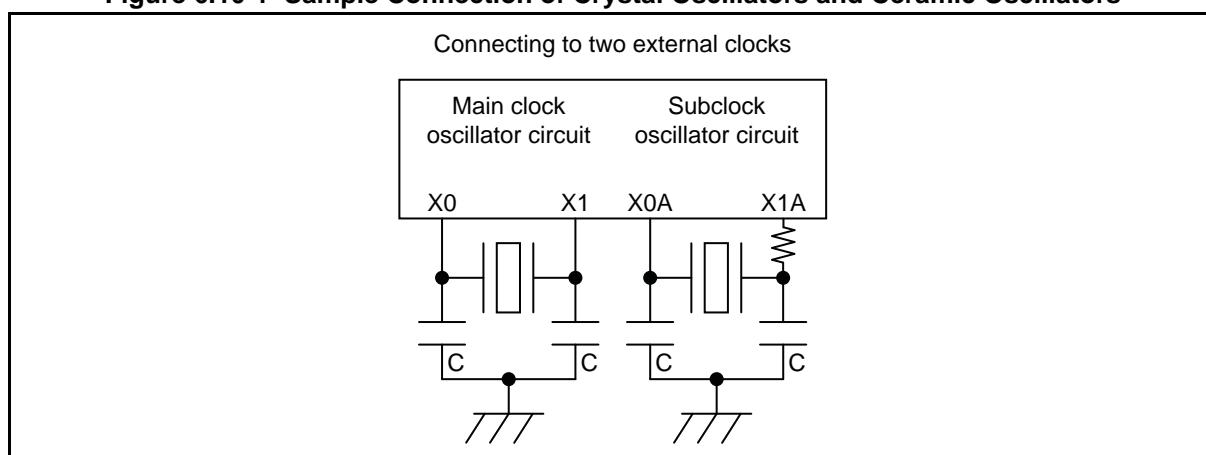 Figure 6.10-1 Sample Connection of Crystal Oscillators and Ceramic Oscillators
Connecting to two external clocks
Main clock
oscillator circuit
Subclock
oscillator circuit
X0 X1 X0A X1A
C C C C